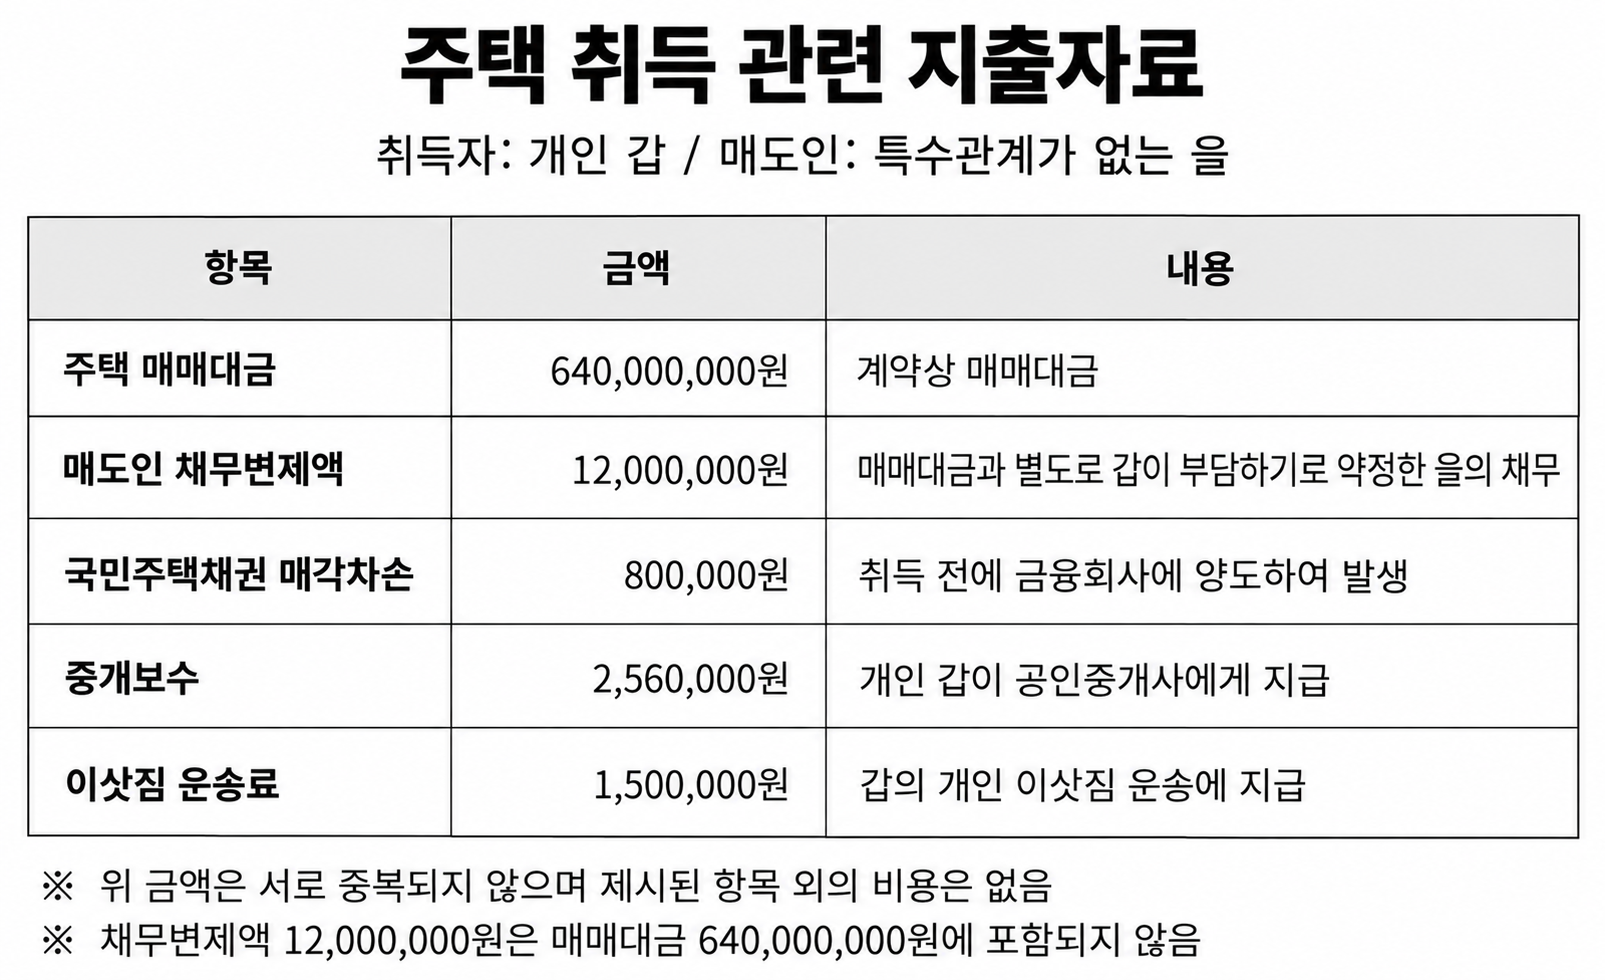 주택 취득 관련 지출자료
취득자: 개인 갑 / 매도인: 특수관계가 없는 을
항목 금액 내용
주택 매매대금 640,000,000원 계약상 매매대금
매도인 채무변제액 12,000,000원 매매대금과 별도로 갑이 부담하기로 약정한 을의 채무
국민주택채권 매각차손 800,000원 취득 전에 금융회사에 양도하여 발생
중개보수 2,560,000원 개인 갑이 공인중개사에게 지급
이삿짐 운송료 1,500,000원 갑의 개인 이삿짐 운송에 지급
※ 위 금액은 서로 중복되지 않으며 제시된 항목 외의 비용은 없음
※ 채무변제액 12,000,000원은 매매대금 640,000,000원에 포함되지 않음